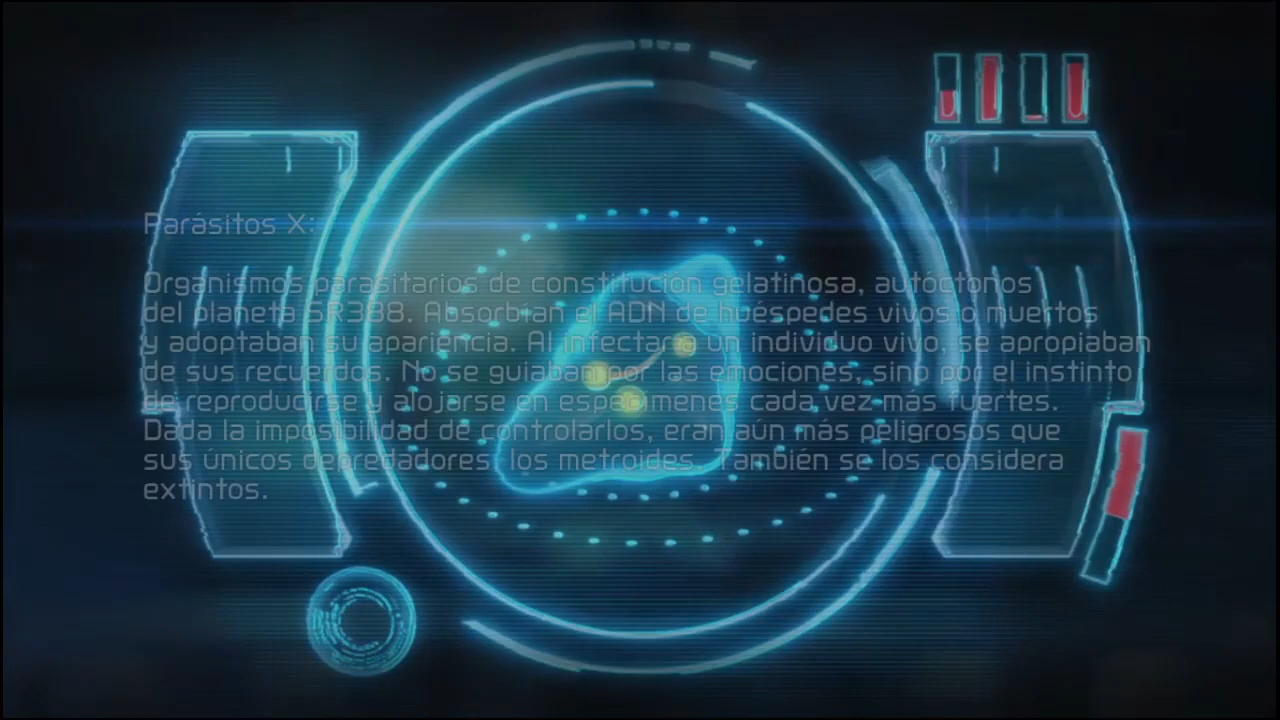 Parásitos X:
Organismos parasitarios de constitución gelatinosa, autóctonos
del planeta SR388. Absorbían el ADN de huéspedes vivos o muertos
y adoptaban su apariencia. Al infectar a un individuo vivo, se apropiaban
de sus recuerdos. No se guiaban por las emociones, sino por el instinto
de reproducirse y alojarse en especímenes cada vez más fuertes.
Dada la imposibilidad de controlarlos, eran aún más peligrosos que
sus únicos depredadores, los metroides. También se los considera
extintos.